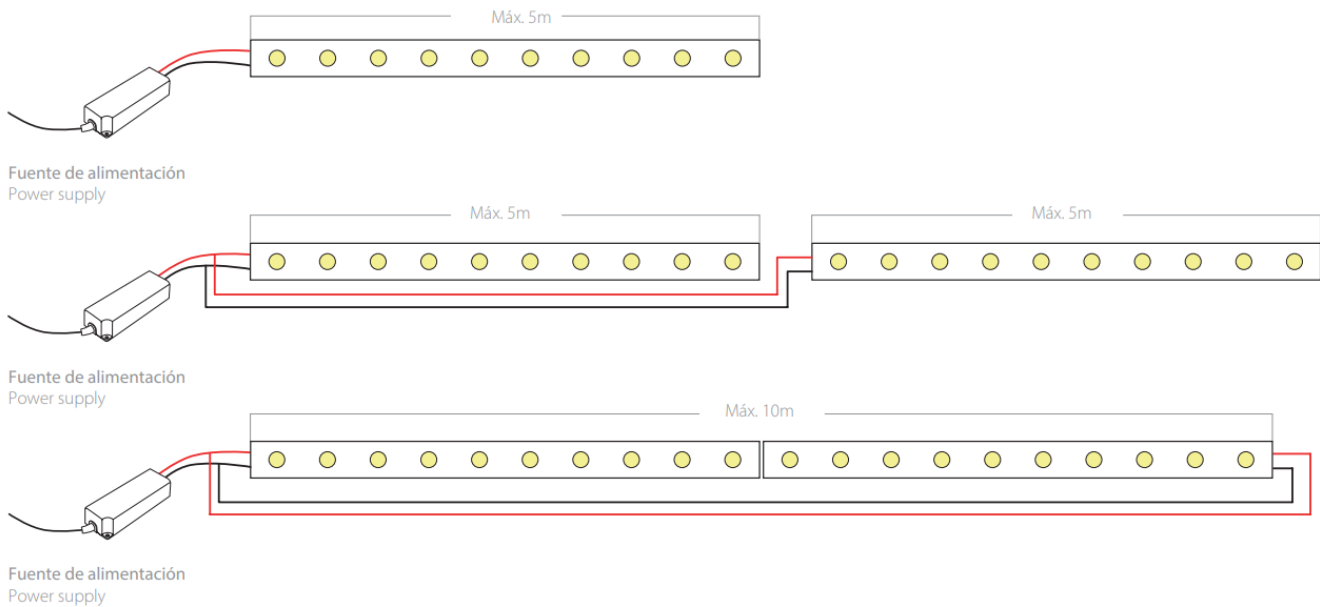 Máx. 5m
Fuente de alimentación
Power supply
Máx. 5m
Máx. 5m
Fuente de alimentación
Power supply
Máx. 10m
Fuente de alimentación
Power supply